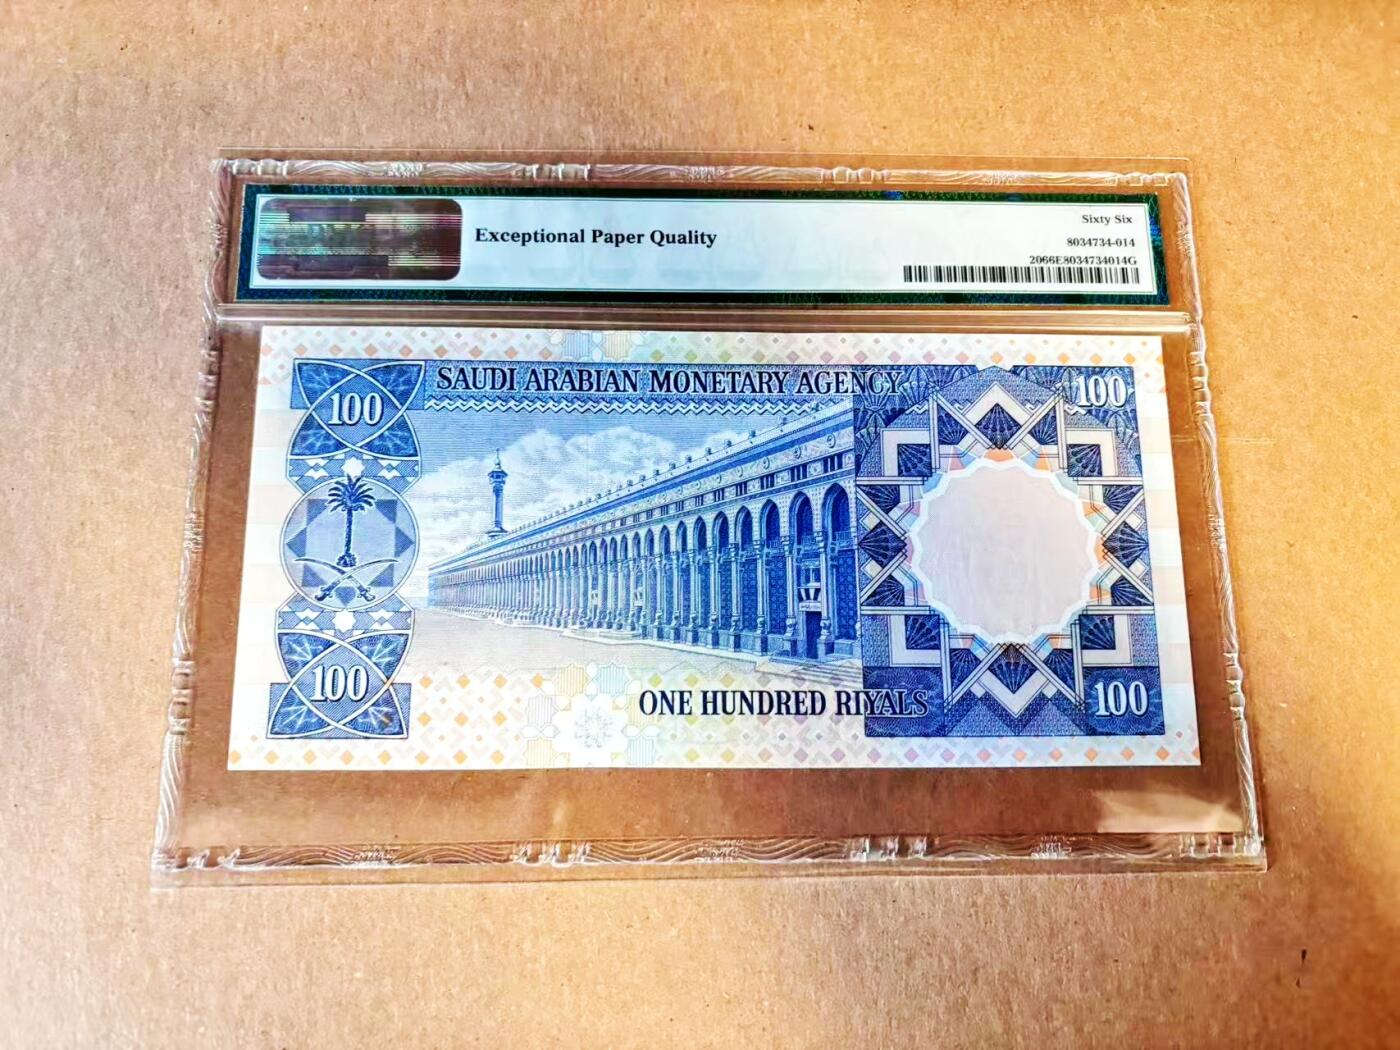 Exceptional Paper Quality
Sixty Six
8034734-014
2066E8034734014G
SAUDI ARABIAN MONETARY AGENCY
100
100
ONE HUNDRED RIYALS
100
100